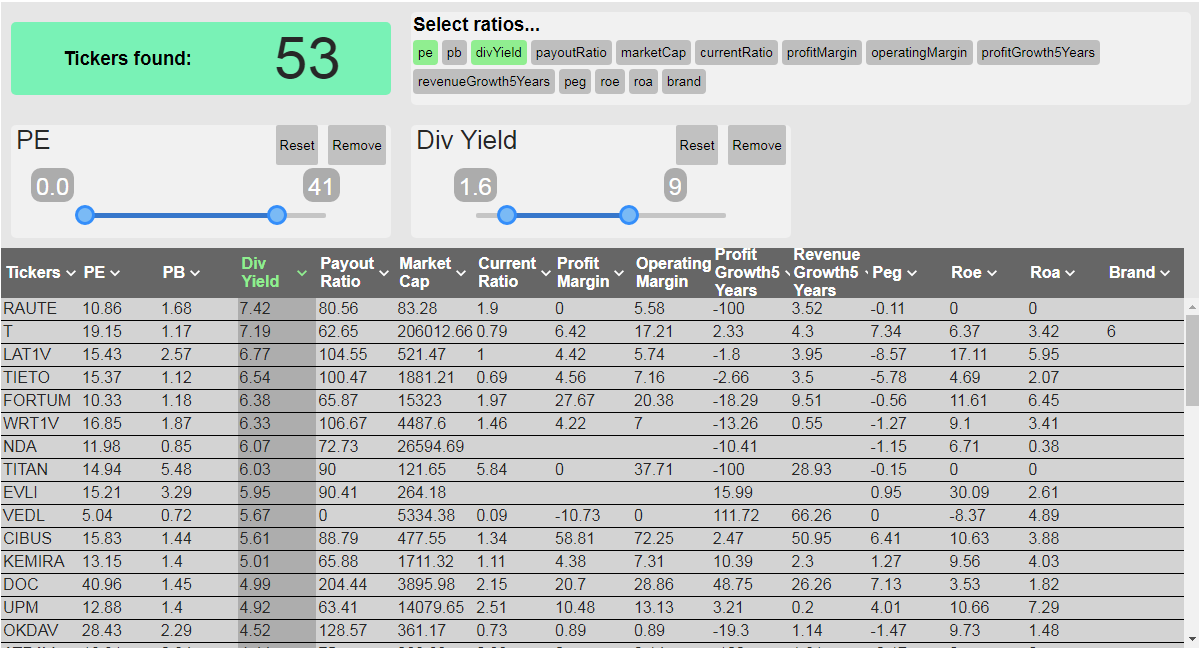 Tickers found: 53
Select ratios...
pe pb divYield payoutRatio marketCap currentRatio profitMargin operatingMargin profitGrowth5Years
revenueGrowth5Years peg roe roa brand
PE Reset Remove
0.0 41
Div Yield Reset Remove
1.6 9
Tickers PE PB Div Yield Payout Ratio Market Cap Current Ratio Profit Margin Operating Margin Profit Growth5 Years Revenue Growth5 Years Peg Roe Roa Brand
RAUTE 10.86 1.68 7.42 80.56 83.28 1.9 0 5.58 -100 3.52 -0.11 0 0
T 19.15 1.17 7.19 62.65 206012.66 0.79 6.42 17.21 2.33 4.3 7.34 6.37 3.42 6
LAT1V 15.43 2.57 6.77 104.55 521.47 1 4.42 5.74 -1.8 3.95 -8.57 17.11 5.95
TIETO 15.37 1.12 6.54 100.47 1881.21 0.69 4.56 7.16 -2.66 3.5 -5.78 4.69 2.07
FORTUM 10.33 1.18 6.38 65.87 15323 1.97 27.67 20.38 -18.29 9.51 -0.56 11.61 6.45
WRT1V 16.85 1.87 6.33 106.67 4487.6 1.46 4.22 7 -13.26 0.55 -1.27 9.1 3.41
NDA 11.98 0.85 6.07 72.73 26594.69 -10.41 -1.15 6.71 0.38
TITAN 14.94 5.48 6.03 90 121.65 5.84 0 37.71 -100 28.93 -0.15 0 0
EVLI 15.21 3.29 5.95 90.41 264.18 15.99 0.95 30.09 2.61
VEDL 5.04 0.72 5.67 0 5334.38 0.09 -10.73 0 111.72 66.26 0 -8.37 4.89
CIBUS 15.83 1.44 5.61 88.79 477.55 1.34 58.81 72.25 2.47 50.95 6.41 10.63 3.88
KEMIRA 13.15 1.4 5.01 65.88 1711.32 1.11 4.38 7.31 10.39 2.3 1.27 9.56 4.03
DOC 40.96 1.45 4.99 204.44 3895.98 2.15 20.7 28.86 48.75 26.26 7.13 3.53 1.82
UPM 12.88 1.4 4.92 63.41 14079.65 2.51 10.48 13.13 3.21 0.2 4.01 10.66 7.29
OKDAV 28.43 2.29 4.52 128.57 361.17 0.73 0.89 0.89 -19.3 1.14 -1.47 9.73 1.48